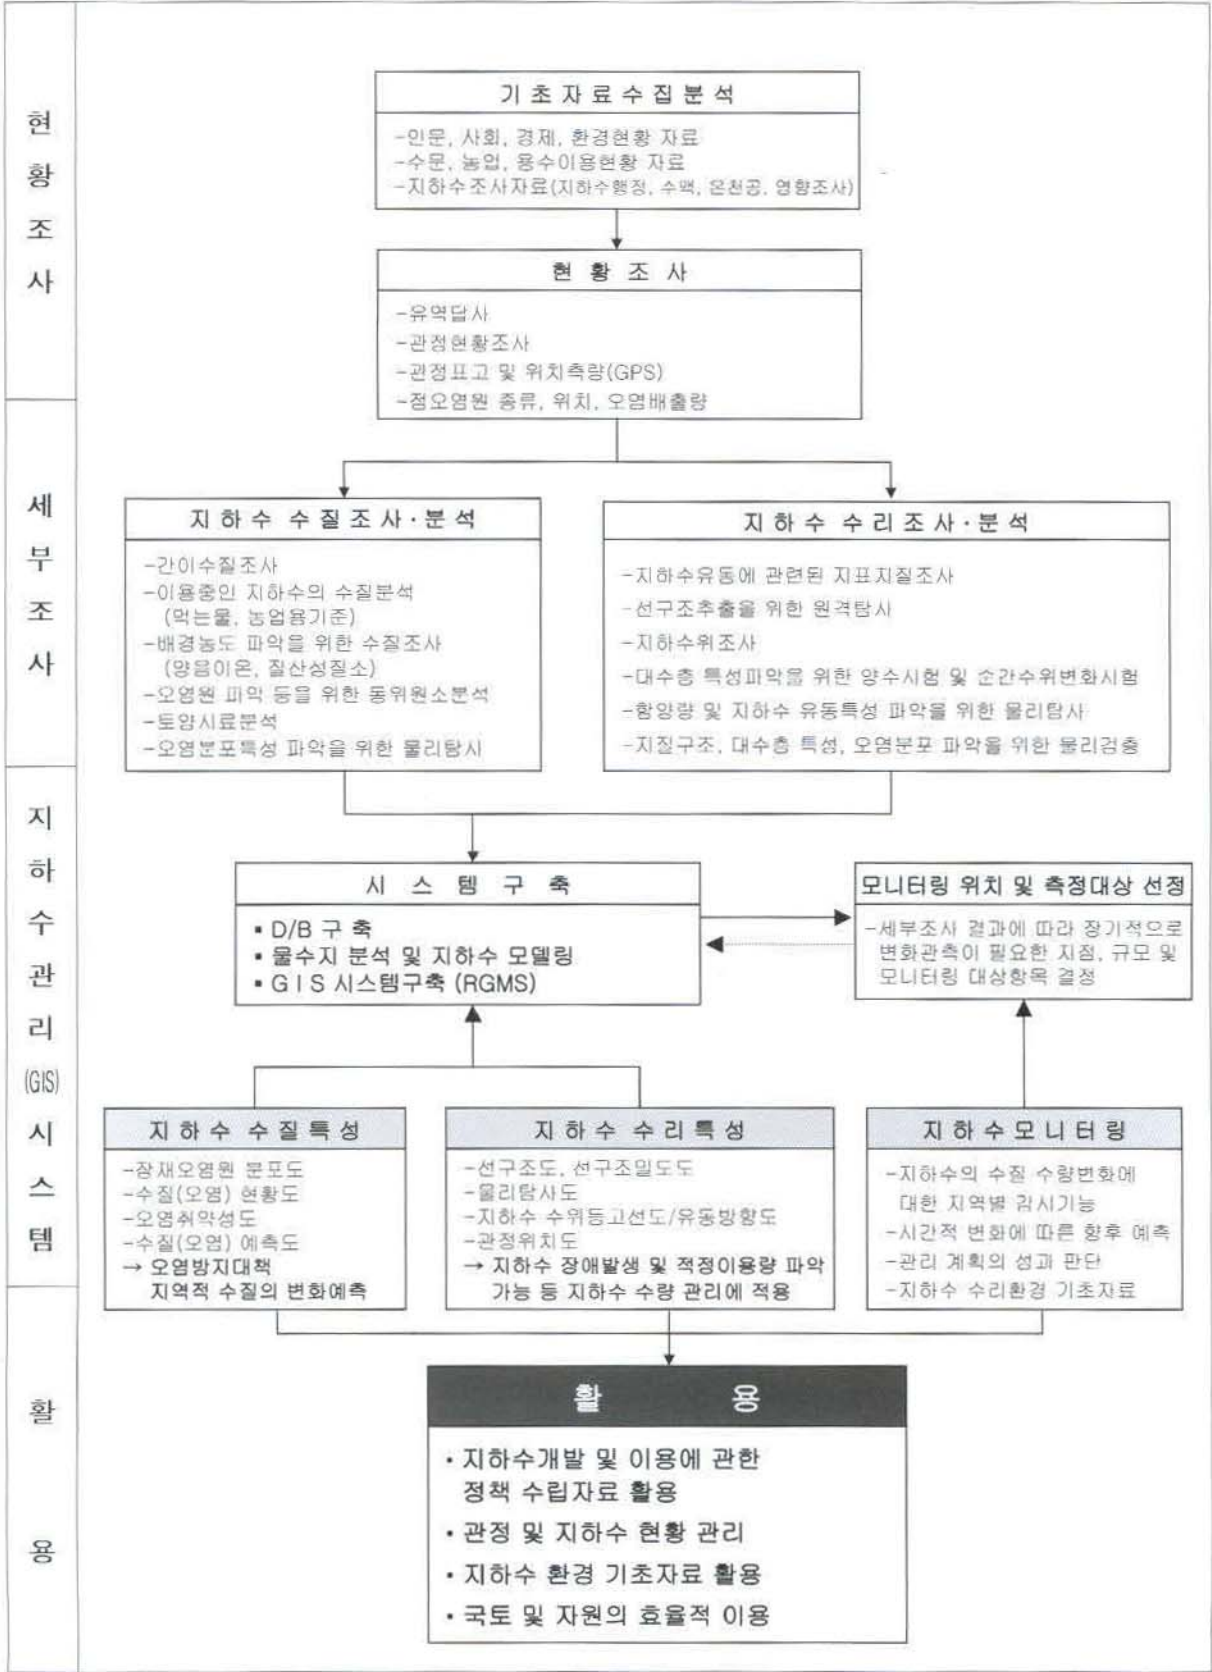 현황조사
기초자료수집분석
-인문, 사회, 경제, 환경현황 자료
-수문, 농업, 용수이용현황 자료
-지하수조사자료(지하수행정, 수맥, 온천공, 영향조사)
현 황 조 사
-유역답사
-관정현황조사
-관정표고 및 위치측량(GPS)
-점오염원 종류, 위치, 오염배출량
세부조사
지하수 수질조사·분석
-간이수질조사
-이용중인 지하수의 수질분석
(먹는물, 농업용기준)
-배경농도 파악을 위한 수질조사
(양음이온, 질산성질소)
-오염원 파악 등을 위한 동위원소분석
-토양시료분석
-오염분포특성 파악을 위한 물리탐사
지하수 수리조사·분석
-지하수유동에 관련된 지표지질조사
-선구조추출을 위한 원격탐사
-지하수위조사
-대수층 특성파악을 위한 양수시험 및 순간수위변화시험
-함양량 및 지하수 유동특성 파악을 위한 물리탐사
-지질구조, 대수층 특성, 오염분포 파악을 위한 물리검층
지하수관리(GIS)시스템
시 스 템 구 축
▪ D/B 구 축
▪ 물수지 분석 및 지하수 모델링
▪ G I S 시스템구축 (RGMS)
모니터링 위치 및 측정대상 선정
-세부조사 결과에 따라 장기적으로
변화관측이 필요한 지점, 규모 및
모니터링 대상항목 결정
지하수 수질특성
-장재오염원 분포도
-수질(오염) 현황도
-오염취약성도
-수질(오염) 예측도
→ 오염방지대책
지역적 수질의 변화예측
지하수 수리특성
-선구조도, 선구조밀도도
-물리탐사도
-지하수 수위등고선도/유동방향도
-관정위치도
→ 지하수 장애발생 및 적정이용량 파악
가능 등 지하수 수량 관리에 적용
지하수모니터링
-지하수의 수질 수량변화에
대한 지역별 감시기능
-시간적 변화에 따른 향후 예측
-관리 계획의 성과 판단
-지하수 수리환경 기초자료
활용
활 용
· 지하수개발 및 이용에 관한
정책 수립자료 활용
· 관정 및 지하수 현황 관리
· 지하수 환경 기초자료 활용
· 국토 및 자원의 효율적 이용